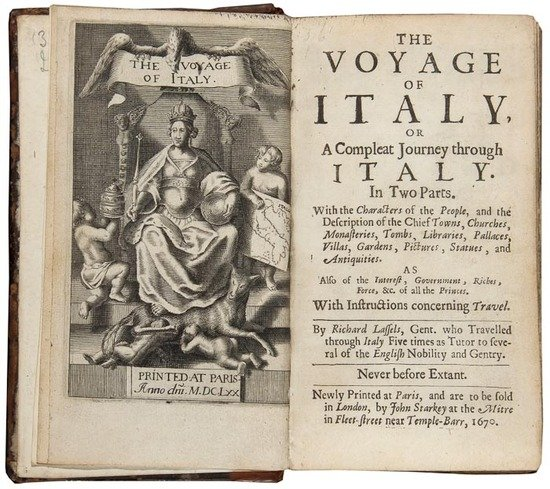 THE VOYAGE
OF ITALY.
PRINTED AT PARIS
Anno dñi. M.DCLXX
THE
VOYAGE
OF
ITALY,
OR
A Compleat Journey through
ITALY.
In Two Parts.
With the Characters of the People, and the
Deſcription of the Chief Towns, Churches,
Monaſteries, Tombs, Libraries, Pallaces,
Villas, Gardens, Pictures, Statues, and
Antiquities.
AS
Alſo of the Intereſt, Government, Riches,
Force, &c. of all the Princes.
With Inſtructions concerning Travel.
By Richard Laſſels, Gent. who Travelled
through Italy Five times as Tutor to ſeve-
ral of the Engliſh Nobility and Gentry.
Never before Extant.
Newly Printed at Paris, and are to be ſold
in London, by John Starkey at the Mitre
in Fleet-ſtreet near Temple-Barr, 1670.